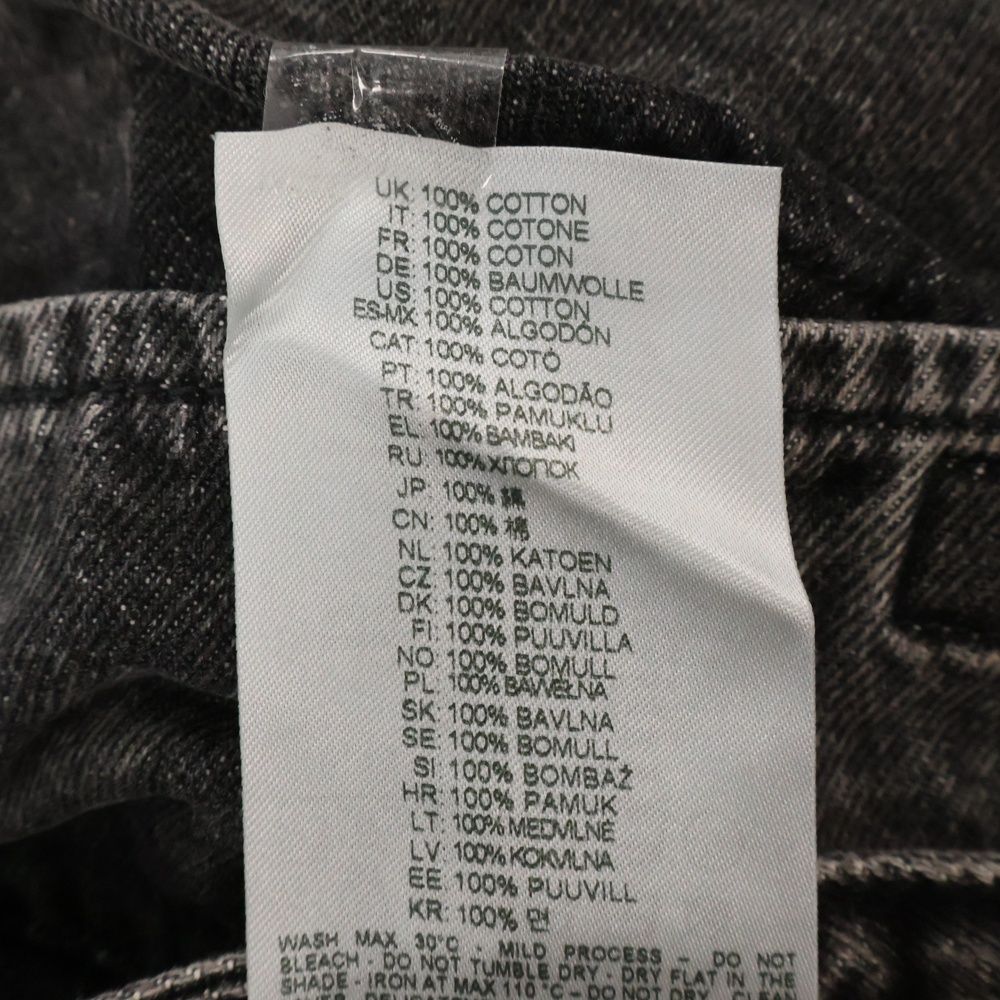 UK: 100% COTTON
IT: 100% COTONE
FR: 100% COTON
DE: 100% BAUMWOLLE
US: 100% COTTON
ES-MX: 100% ALGODÓN
CAT: 100% COTÓ
PT: 100% ALGODÃO
TR: 100% PAMUKLU
EL: 100% BAMBAKI
RU: 100% ХЛОПОК
JP: 100% 綿
CN: 100% 棉
NL: 100% KATOEN
CZ: 100% BAVLNA
DK: 100% BOMULD
FI: 100% PUUVILLA
NO: 100% BOMULL
PL: 100% BAWEŁNA
SK: 100% BAVLNA
SE: 100% BOMULL
SI: 100% BOMBAŽ
HR: 100% PAMUK
LT: 100% MEDVILNĖ
LV: 100% KOKVILNA
EE: 100% PUUVILL
KR: 100% 면
WASH MAX 30°C - MILD PROCESS - DO NOT
BLEACH - DO NOT TUMBLE DRY - DRY FLAT IN THE
SHADE - IRON AT MAX 110°C - DO NOT DRY CLEAN